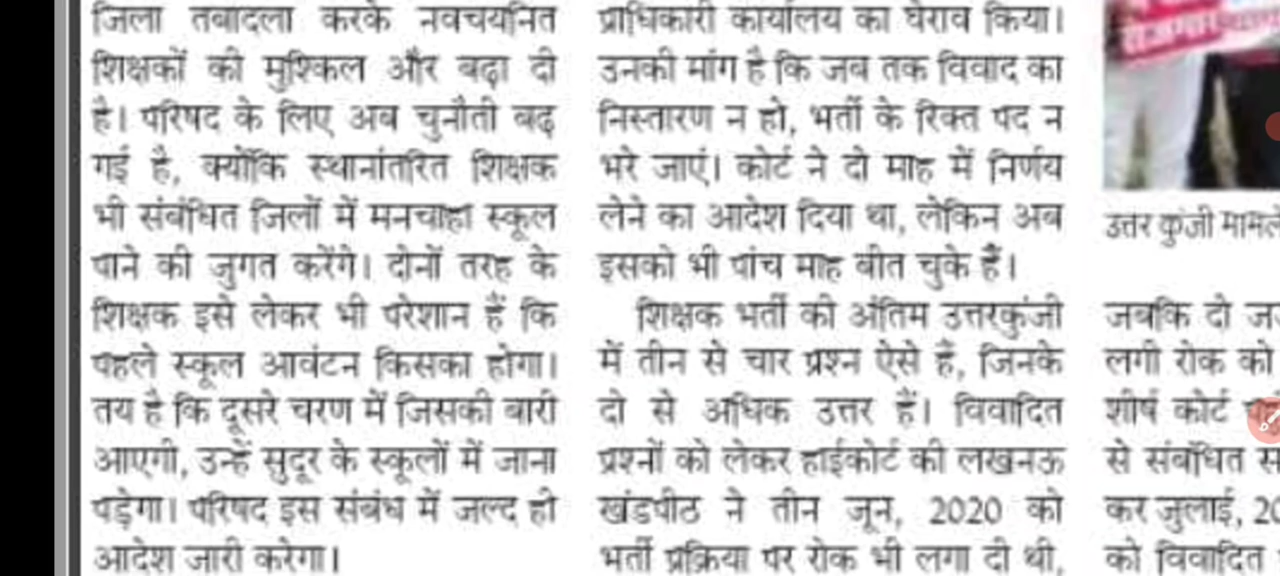 जिला तबादला करके नवचयनित
शिक्षकों की मुश्किल और बढ़ा दी
है। परिषद के लिए अब चुनौती बढ़
गई है, क्योंकि स्थानांतरित शिक्षक
भी संबंधित जिलों में मनचाहा स्कूल
पाने की जुगत करेंगे। दोनों तरह के
शिक्षक इसे लेकर भी परेशान हैं कि
पहले स्कूल आवंटन किसका होगा।
तय है कि दूसरे चरण में जिसकी बारी
आएगी, उन्हें सुदूर के स्कूलों में जाना
पड़ेगा। परिषद इस संबंध में जल्द ही
आदेश जारी करेगा।
प्राधिकारी कार्यालय का घेराव किया।
उनकी मांग है कि जब तक विवाद का
निस्तारण न हो, भर्ती के रिक्त पद न
भरे जाएं। कोर्ट ने दो माह में निर्णय
लेने का आदेश दिया था, लेकिन अब
इसको भी पांच माह बीत चुके हैं।
शिक्षक भर्ती की अंतिम उत्तरकुंजी
में तीन से चार प्रश्न ऐसे हैं, जिनके
दो से अधिक उत्तर हैं। विवादित
प्रश्नों को लेकर हाईकोर्ट की लखनऊ
खंडपीठ ने तीन जून, 2020 को
भर्ती प्रक्रिया पर रोक भी लगा दी थी,
उत्तर कुंजी
जबकि दो
लगी रोक को
शीर्ष कोर्ट
से संबंधित
कर जुलाई,
को विवादित